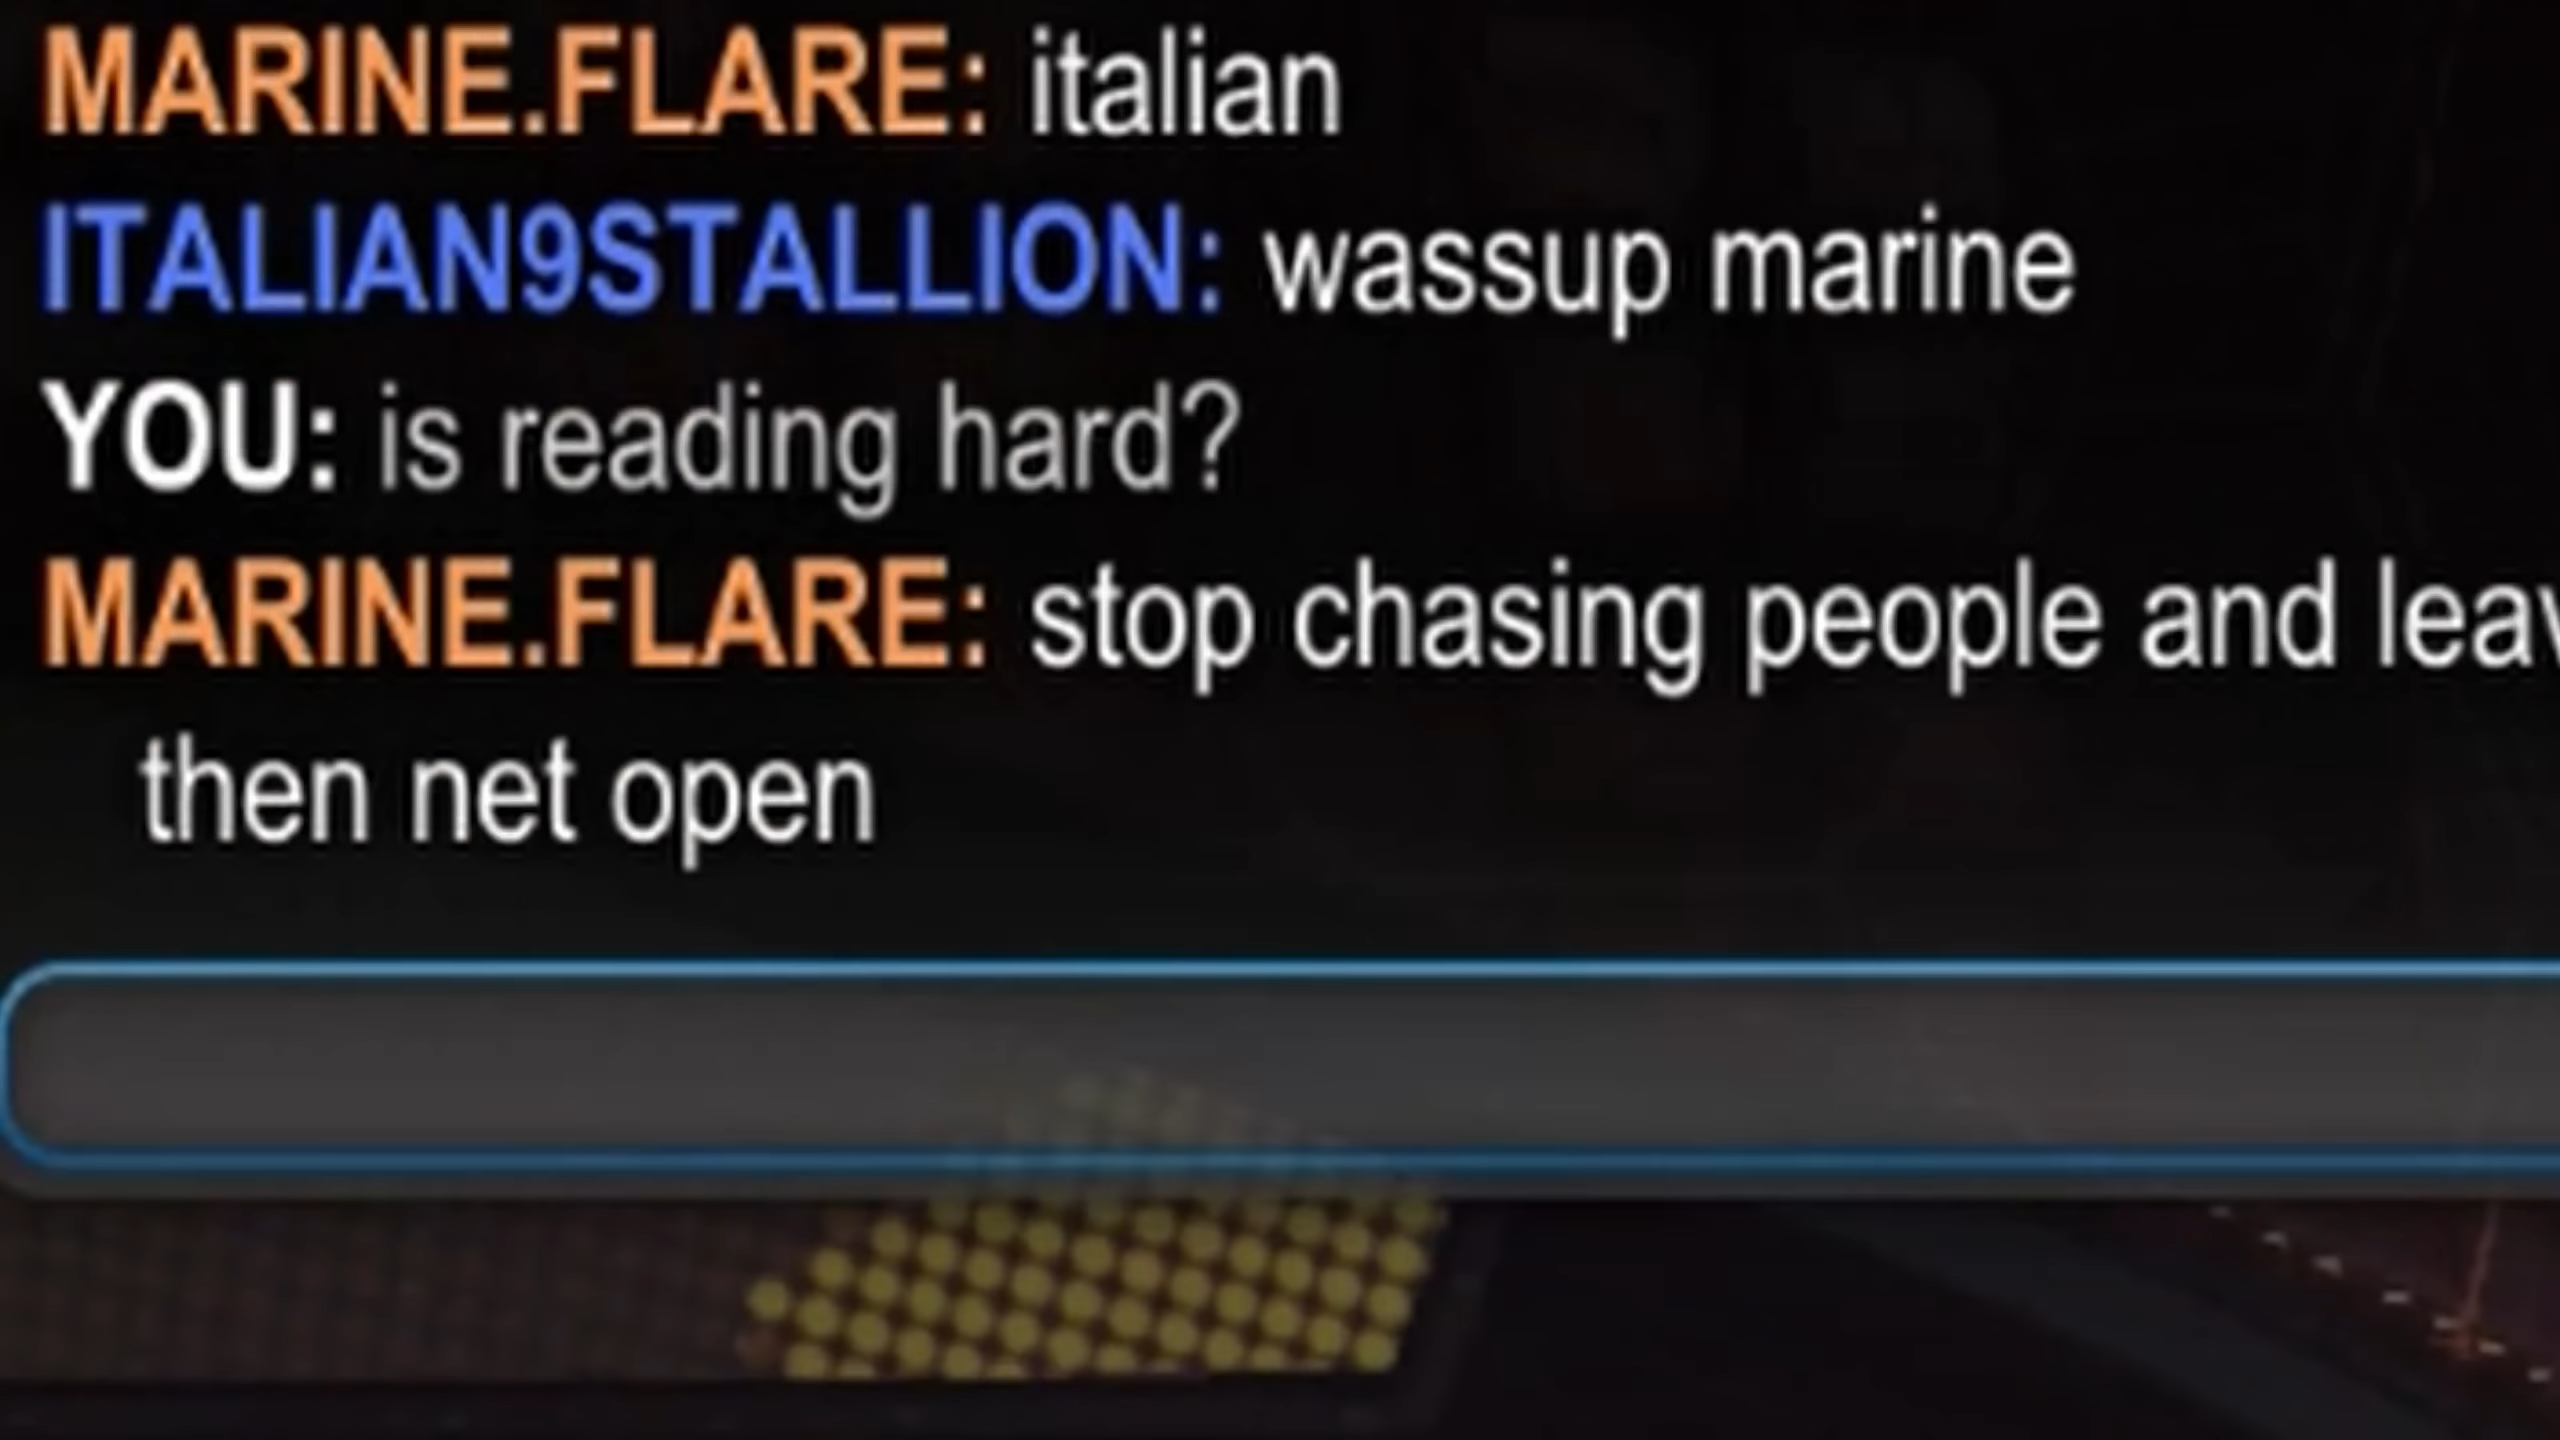 MARINE.FLARE: italian
ITALIAN9STALLION: wassup marine
YOU: is reading hard?
MARINE.FLARE: stop chasing people and
then net open